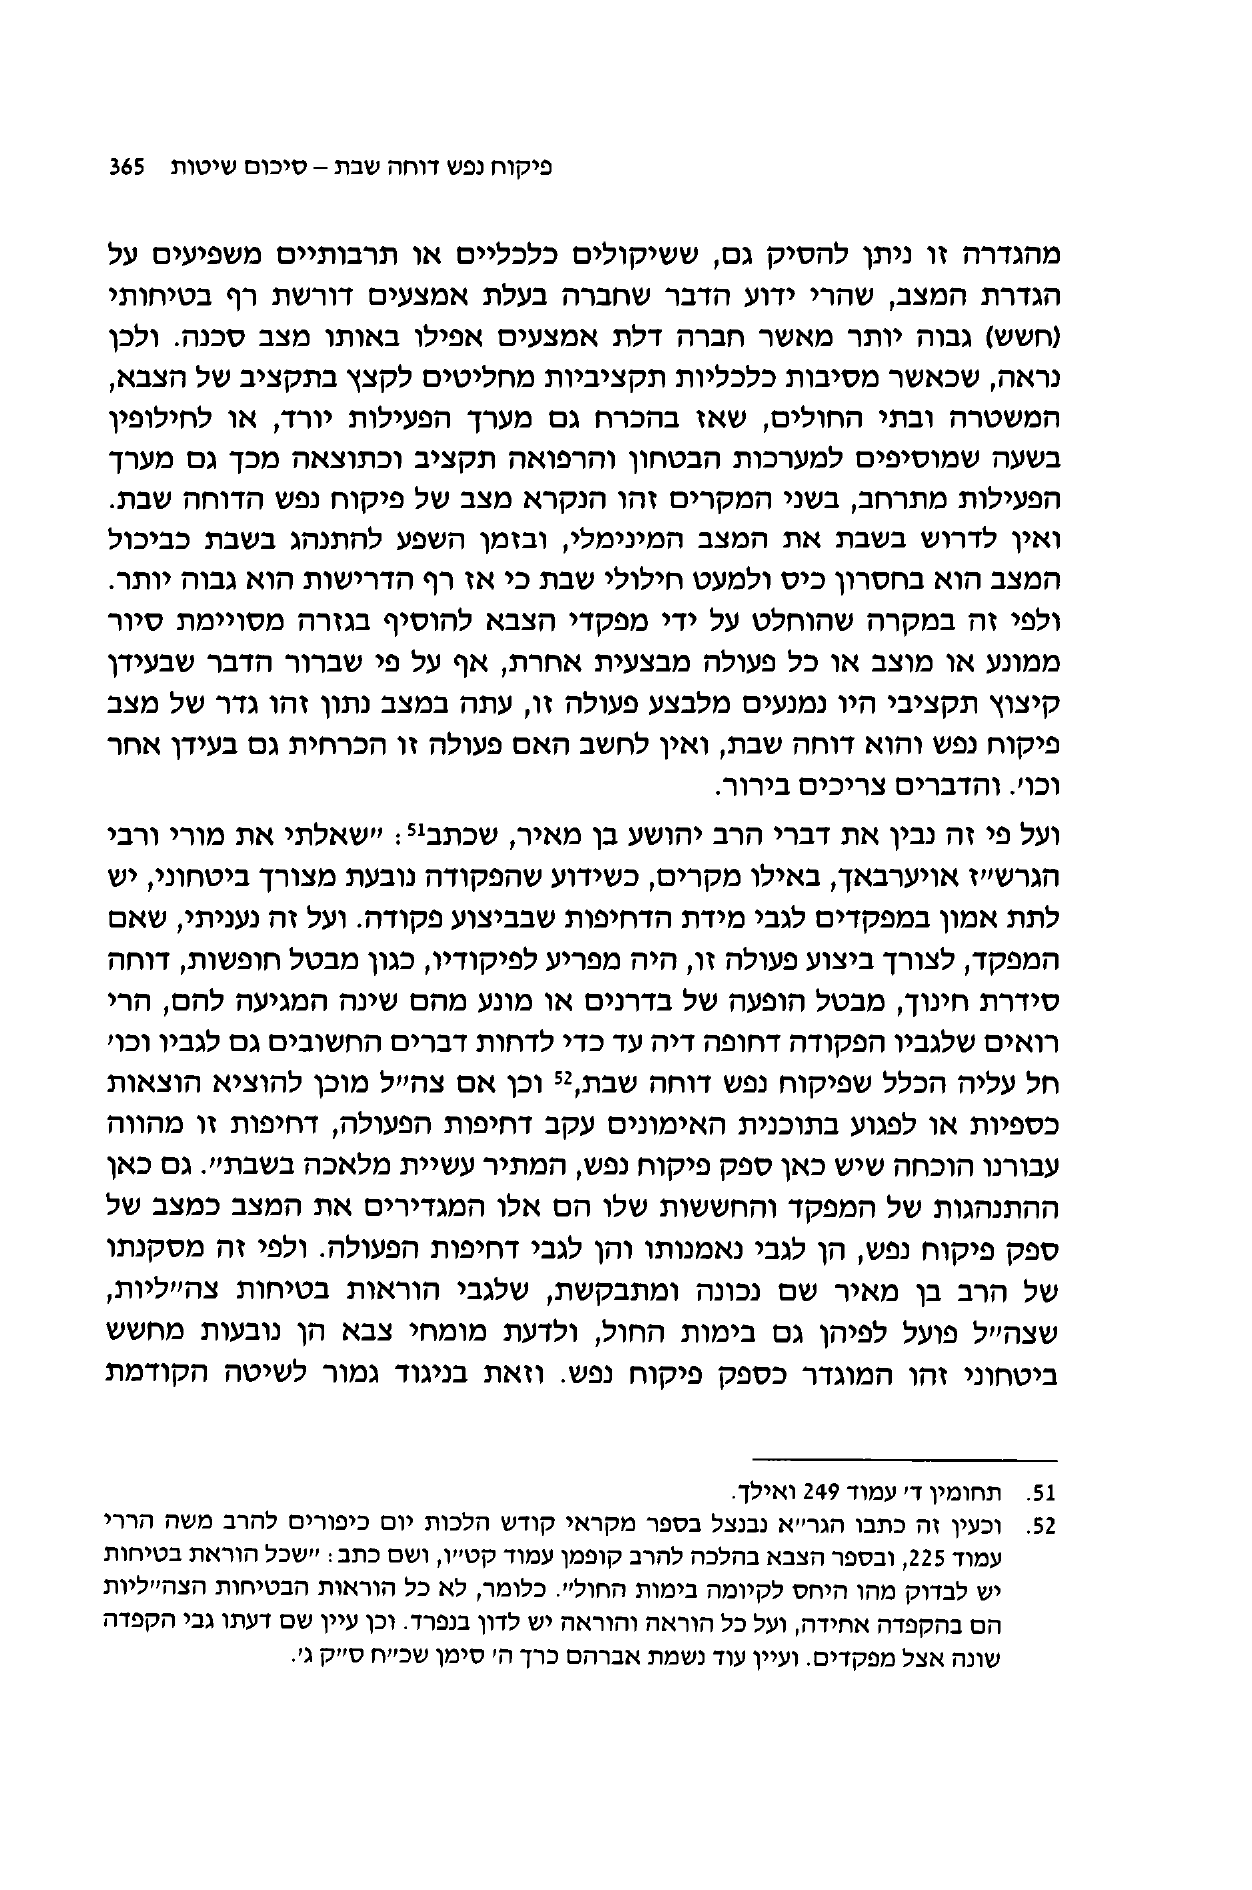 פיקוח נפש דוחה שבת – סיכום שיטות 365
מהגדרה זו ניתן להסיק גם, ששיקולים כלכליים או תרבותיים משפיעים על
הגדרת המצב, שהרי ידוע הדבר שחברה בעלת אמצעים דורשת רף בטיחותי
(חשש) גבוה יותר מאשר חברה דלת אמצעים אפילו באותו מצב סכנה. ולכן
נראה, שכאשר מסיבות כלכליות תקציביות מחליטים לקצץ בתקציב של הצבא,
המשטרה ובתי החולים, שאז בהכרח גם מערך הפעילות יורד, או לחילופין
בשעה שמוסיפים למערכות הבטחון והרפואה תקציב וכתוצאה מכך גם מערך
הפעילות מתרחב, בשני המקרים זהו הנקרא מצב של פיקוח נפש הדוחה שבת.
ואין לדרוש בשבת את המצב המינימלי, ובזמן השפע להתנהג בשבת כביכול
המצב הוא בחסרון כיס ולמעט חילולי שבת כי אז רף הדרישות הוא גבוה יותר.
ולפי זה במקרה שהוחלט על ידי מפקדי הצבא להוסיף בגזרה מסויימת סיור
ממונע או מוצב או כל פעולה מבצעית אחרת, אף על פי שברור הדבר שבעידן
קיצוץ תקציבי היו נמנעים מלבצע פעולה זו, עתה במצב נתון זהו גדר של מצב
פיקוח נפש והוא דוחה שבת, ואין לחשב האם פעולה זו הכרחית גם בעידן אחר
וכו'. והדברים צריכים בירור.
ועל פי זה נבין את דברי הרב יהושע בן מאיר, שכתב51: "שאלתי את מורי ורבי
הגרש"ז אויערבאך, באילו מקרים, כשידוע שהפקודה נובעת מצורך ביטחוני, יש
לתת אמון במפקדים לגבי מידת הדחיפות שבביצוע פקודה. ועל זה נעניתי, שאם
המפקד, לצורך ביצוע פעולה זו, היה מפריע לפיקודיו, כגון מבטל חופשות, דוחה
סידרת חינוך, מבטל הופעה של בדרנים או מונע מהם שינה המגיעה להם, הרי
רואים שלגביו הפקודה דחופה דיה עד כדי לדחות דברים החשובים גם לגביו וכו'
חל עליה הכלל שפיקוח נפש דוחה שבת,52 וכן אם צה"ל מוכן להוציא הוצאות
כספיות או לפגוע בתוכנית האימונים עקב דחיפות הפעולה, דחיפות זו מהווה
עבורנו הוכחה שיש כאן ספק פיקוח נפש, המתיר עשיית מלאכה בשבת". גם כאן
ההתנהגות של המפקד והחששות שלו הם אלו המגדירים את המצב כמצב של
ספק פיקוח נפש, הן לגבי נאמנותו והן לגבי דחיפות הפעולה. ולפי זה מסקנתו
של הרב בן מאיר שם נכונה ומתבקשת, שלגבי הוראות בטיחות צה"ליות,
שצה"ל פועל לפיהן גם בימות החול, ולדעת מומחי צבא הן נובעות מחשש
ביטחוני זהו המוגדר כספק פיקוח נפש. וזאת בניגוד גמור לשיטה הקודמת
51. תחומין ד' עמוד 249 ואילך.
52. וכעין זה כתבו הגר"א נבנצל בספר מקראי קודש הלכות יום כיפורים להרב משה הררי
עמוד 225, ובספר הצבא בהלכה להרב קופמן עמוד קט"ו, ושם כתב: "שכל הוראת בטיחות
יש לבדוק מהו היחס לקיומה בימות החול". כלומר, לא כל הוראות הבטיחות הצה"ליות
הם בהקפדה אחידה, ועל כל הוראה והוראה יש לדון בנפרד. וכן עיין שם דעתו גבי הקפדה
שונה אצל מפקדים. ועיין עוד נשמת אברהם כרך ה' סימן שכ"ח ס"ק ג'.